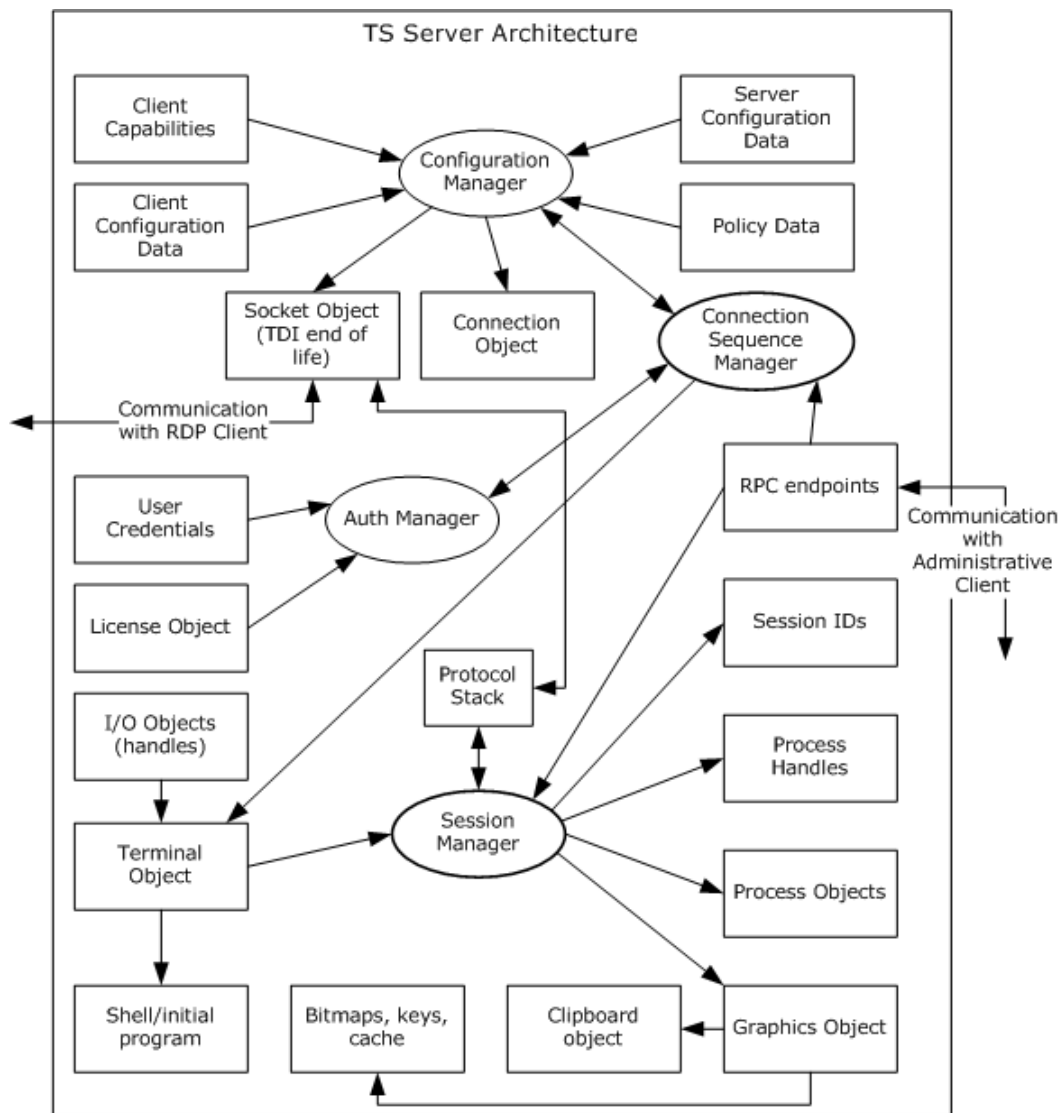 TS Server Architecture
Client
Capabilities
Server
Configuration
Data
Configuration
Manager
Client
Configuration
Data
Policy Data
Socket Object
(TDI end of
life)
Connection
Object
Connection
Sequence
Manager
Communication
with RDP Client
User
Credentials
Auth Manager
RPC endpoints
Communication
with
Administrative
Client
License Object
Session IDs
Protocol
Stack
I/O Objects
(handles)
Process
Handles
Terminal
Object
Session
Manager
Process Objects
Shell/initial
program
Bitmaps, keys,
cache
Clipboard
object
Graphics Object